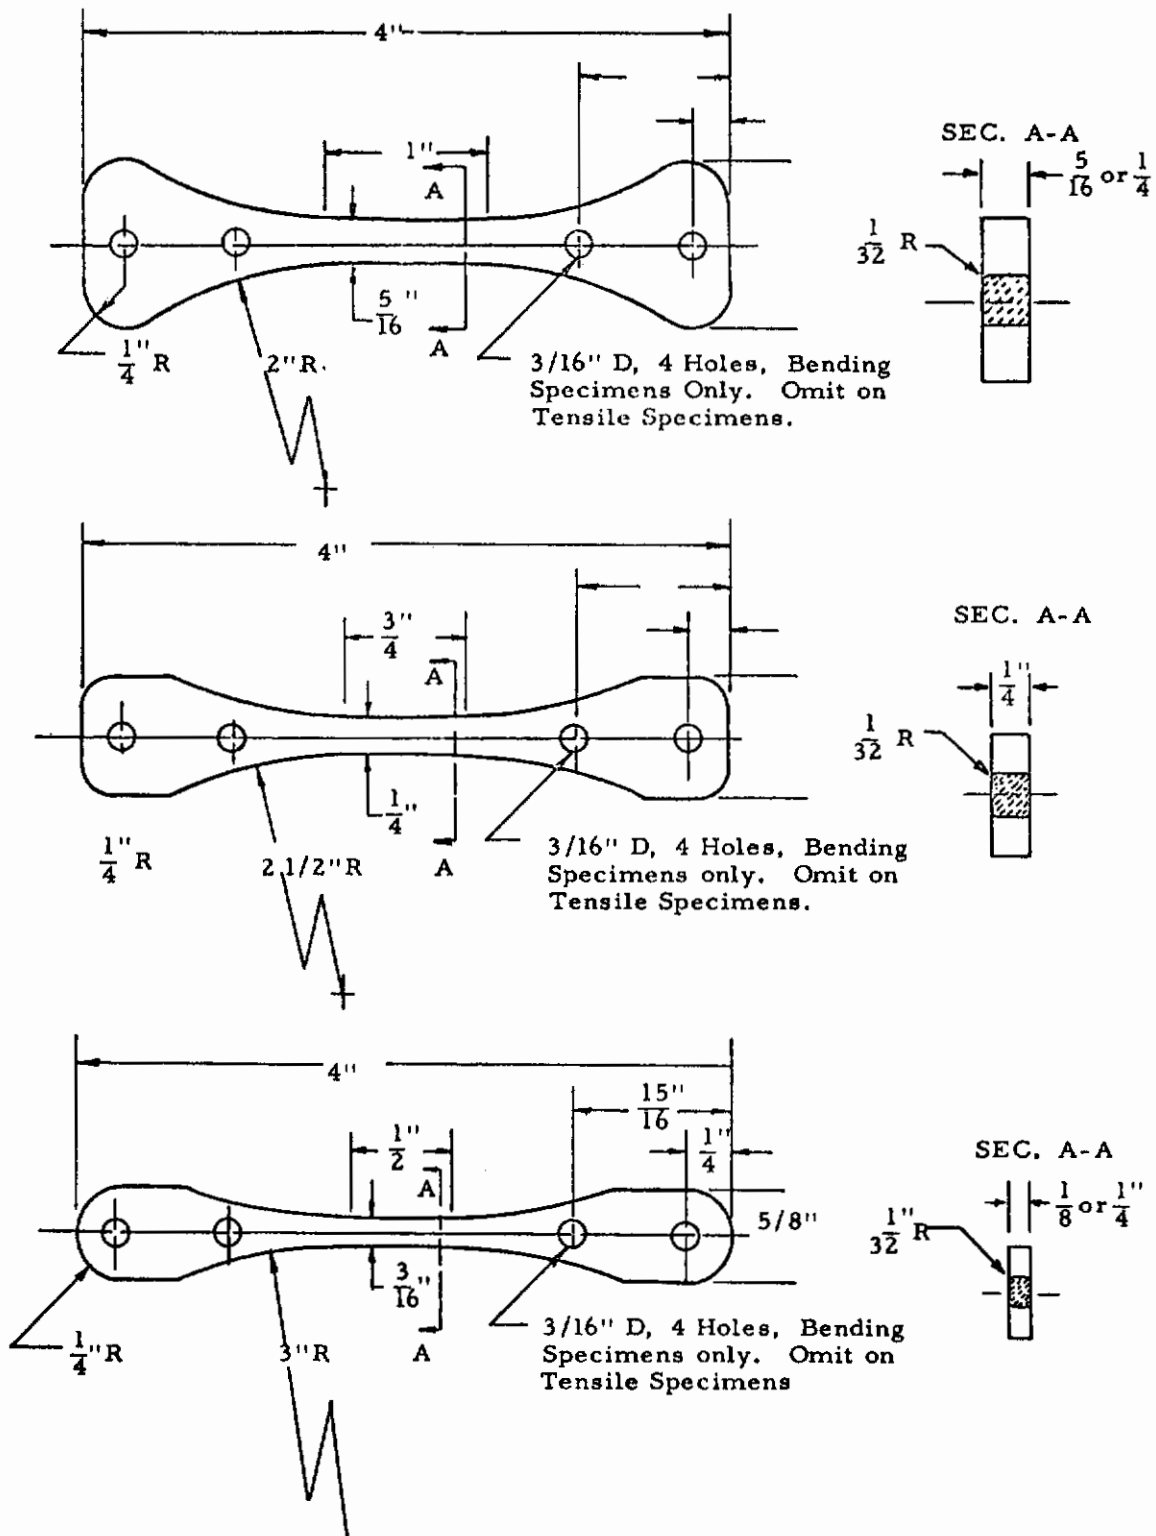 4"
1"
A
A
5/16"
1/4" R
2"R.
3/16" D, 4 Holes, Bending
Specimens Only. Omit on
Tensile Specimens.
SEC. A-A
5/16 or 1/4
1/32 R
4"
3/4"
A
A
1/4"
1/4" R
2 1/2"R
3/16" D, 4 Holes, Bending
Specimens only. Omit on
Tensile Specimens.
SEC. A-A
1/4"
1/32 R
4"
15/16"
1/2"
1/4"
A
A
5/8"
3/16"
1/4"R
3"R
3/16" D, 4 Holes, Bending
Specimens only. Omit on
Tensile Specimens
SEC. A-A
1/8 or 1/4"
1/32" R